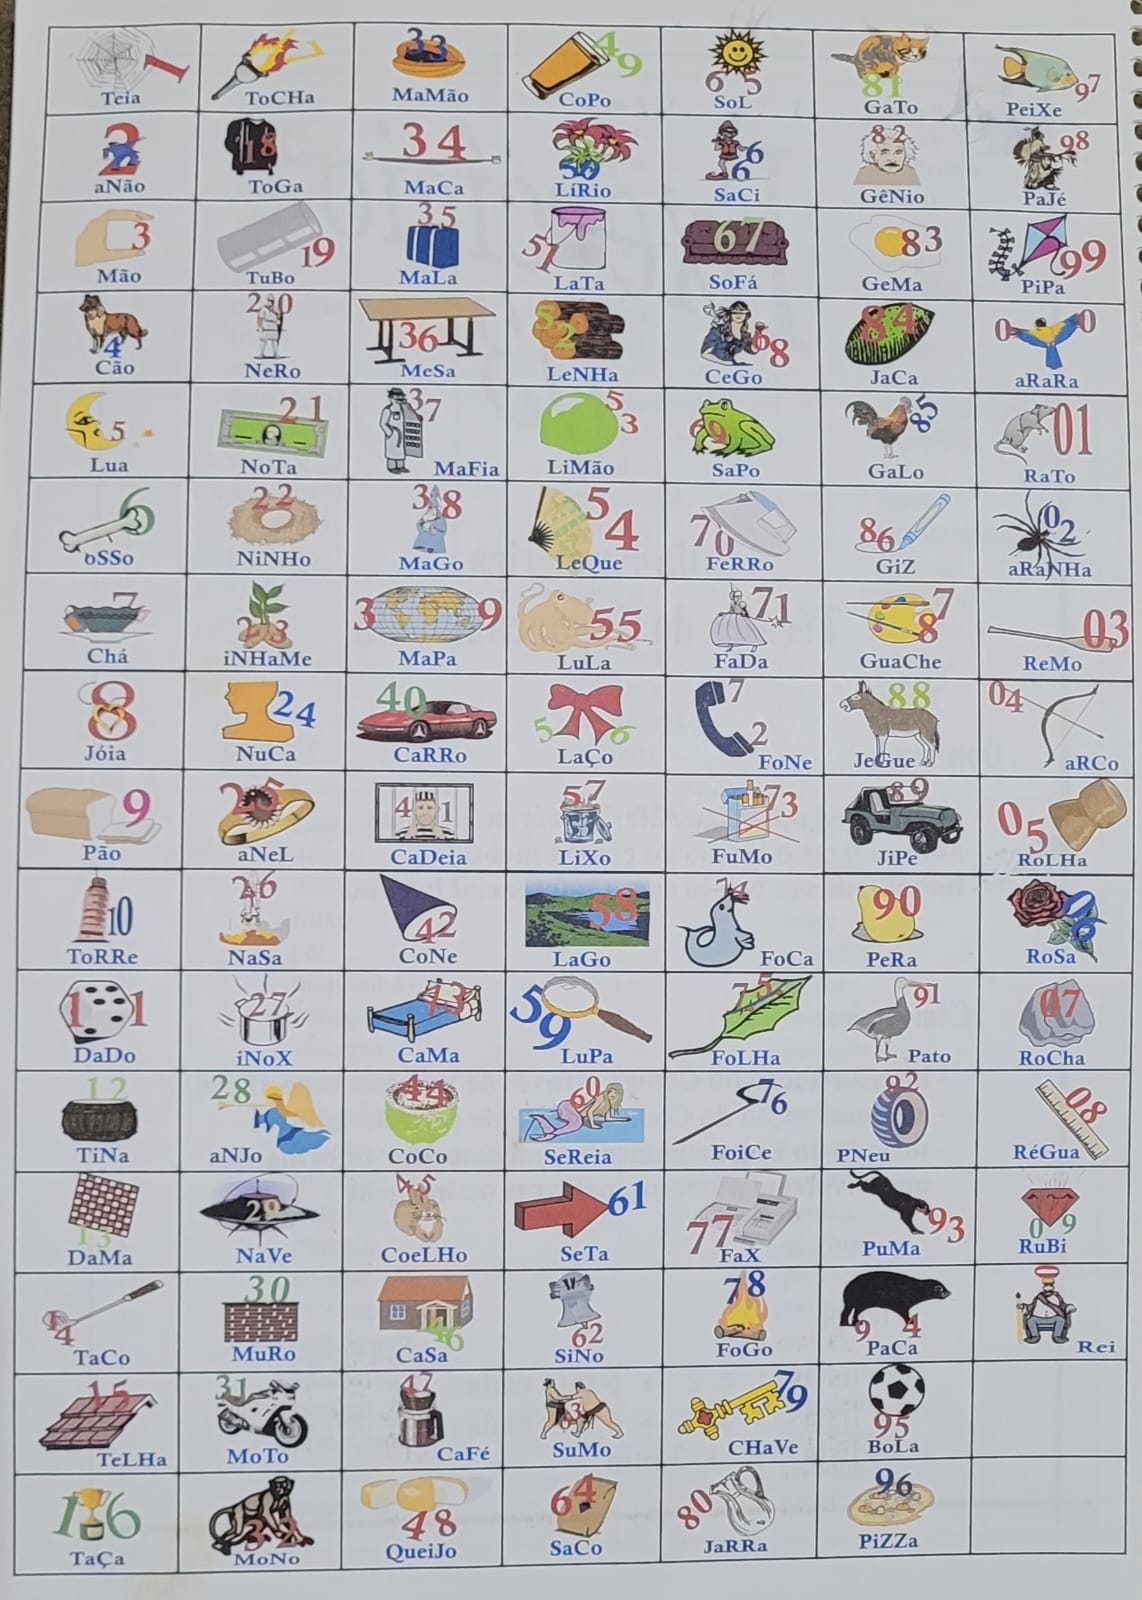 1 Teia
ToCHa
33 MaMão
49 CoPo
65 SoL
81 GaTo
97 PeiXe
2 aNão
18 ToGa
34 MaCa
50 LíRio
66 SaCi
82 GêNio
98 PaJé
3 Mão
19 TuBo
35 MaLa
51 LaTa
67 SoFá
83 GeMa
99 PiPa
4 Cão
20 NeRo
36 MeSa
52 LeNHa
68 CeGo
84 JaCa
00 aRaRa
5 Lua
21 NoTa
37 MaFia
53 LiMão
69 SaPo
85 GaLo
01 RaTo
6 oSSo
22 NiNHo
38 MaGo
54 LeQue
70 FeRRo
86 GiZ
02 aRaNHa
7 Chá
23 iNHaMe
39 MaPa
55 LuLa
71 FaDa
87 GuaChe
03 ReMo
8 Jóia
24 NuCa
40 CaRRo
56 LaÇo
72 FoNe
88 JeGue
04 aRCo
9 Pão
25 aNeL
41 CaDeia
57 LiXo
73 FuMo
89 JiPe
05 RoLHa
10 ToRRe
26 NaSa
42 CoNe
58 LaGo
74 FoCa
90 PeRa
06 RoSa
11 DaDo
27 iNoX
43 CaMa
59 LuPa
75 FoLHa
91 Pato
07 RoCha
12 TiNa
28 aNJo
44 CoCo
60 SeReia
76 FoiCe
92 PNeu
08 RéGua
13 DaMa
29 NaVe
45 CoeLHo
61 SeTa
77 FaX
93 PuMa
09 RuBi
14 TaCo
30 MuRo
46 CaSa
62 SiNo
78 FoGo
94 PaCa
Rei
15 TeLHa
31 MoTo
47 CaFé
63 SuMo
79 CHaVe
95 BoLa
16 TaÇa
32 MoNo
48 QueiJo
64 SaCo
80 JaRRa
96 PiZZa